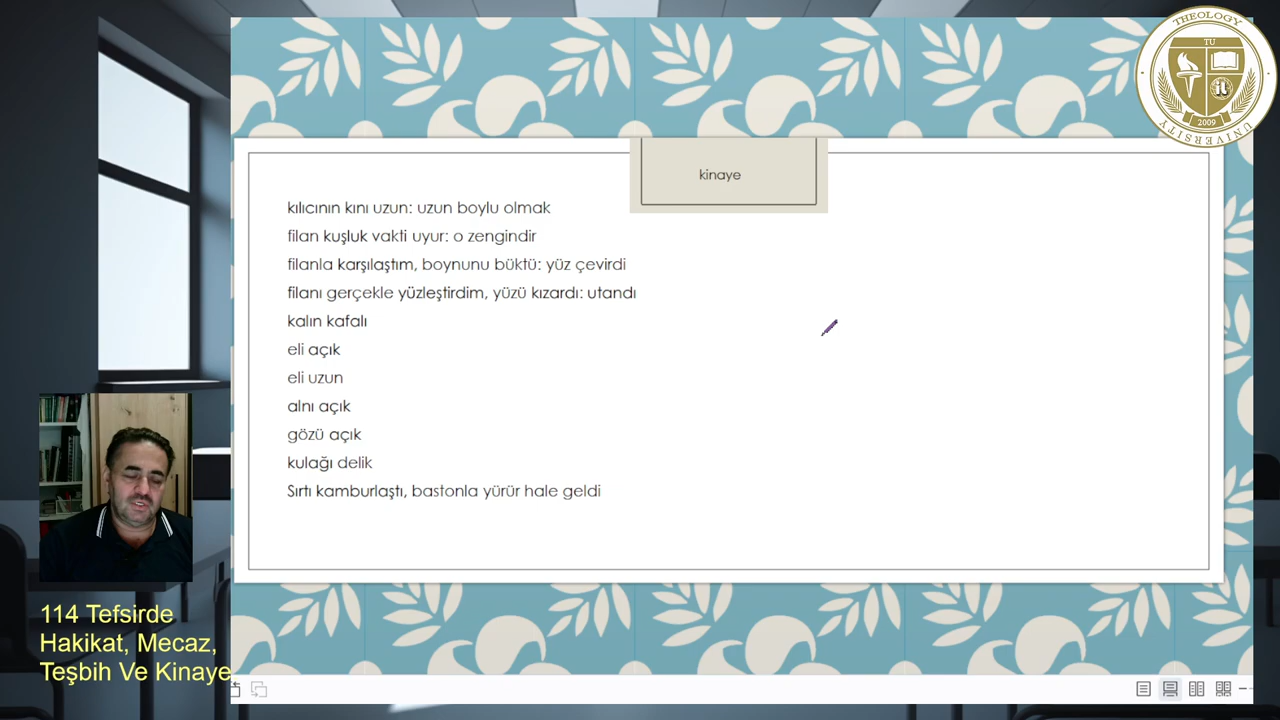 THEOLOGY
TU
2009
UNIVERSITY
kinaye
kılıcının kını uzun: uzun boylu olmak
filan kuşluk vakti uyur: o zengindir
filanla karşılaştım, boynunu büktü: yüz çevirdi
filanı gerçekle yüzleştirdim, yüzü kızardı: utandı
kalın kafalı
eli açık
eli uzun
alnı açık
gözü açık
kulağı delik
Sırtı kamburlaştı, bastonla yürür hale geldi
114 Tefsirde
Hakikat, Mecaz,
Teşbih Ve Kinaye